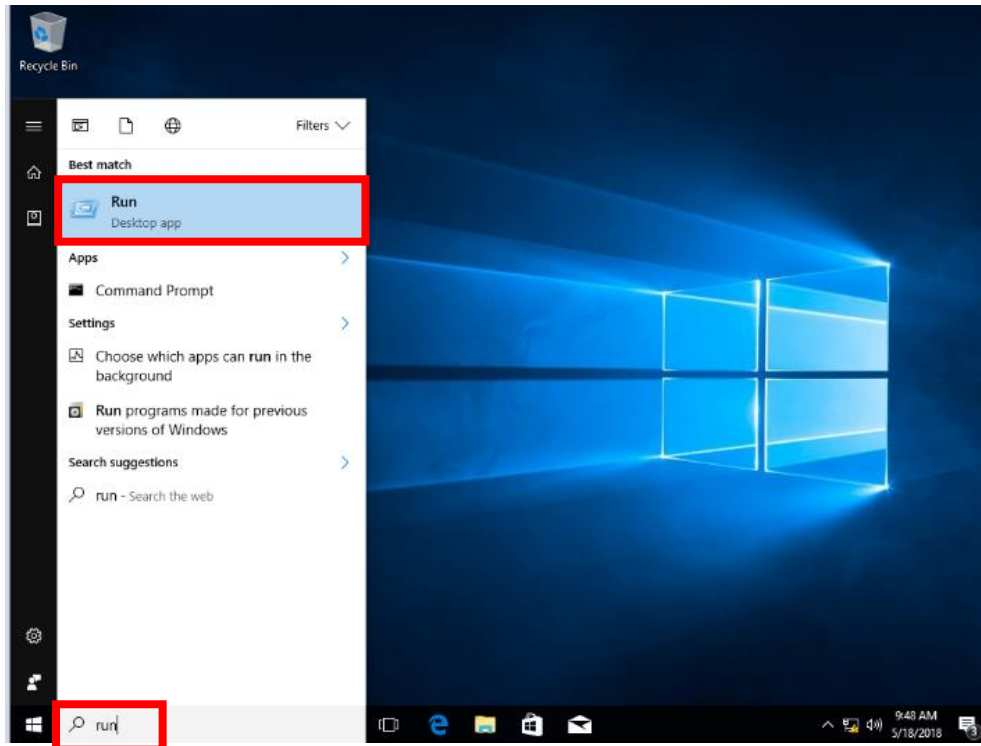 Recycle Bin
Filters
Best match
Run
Desktop app
Apps
Command Prompt
Settings
Choose which apps can run in the
background
Run programs made for previous
versions of Windows
Search suggestions
run - Search the web
run
9:48 AM
5/18/2018
3